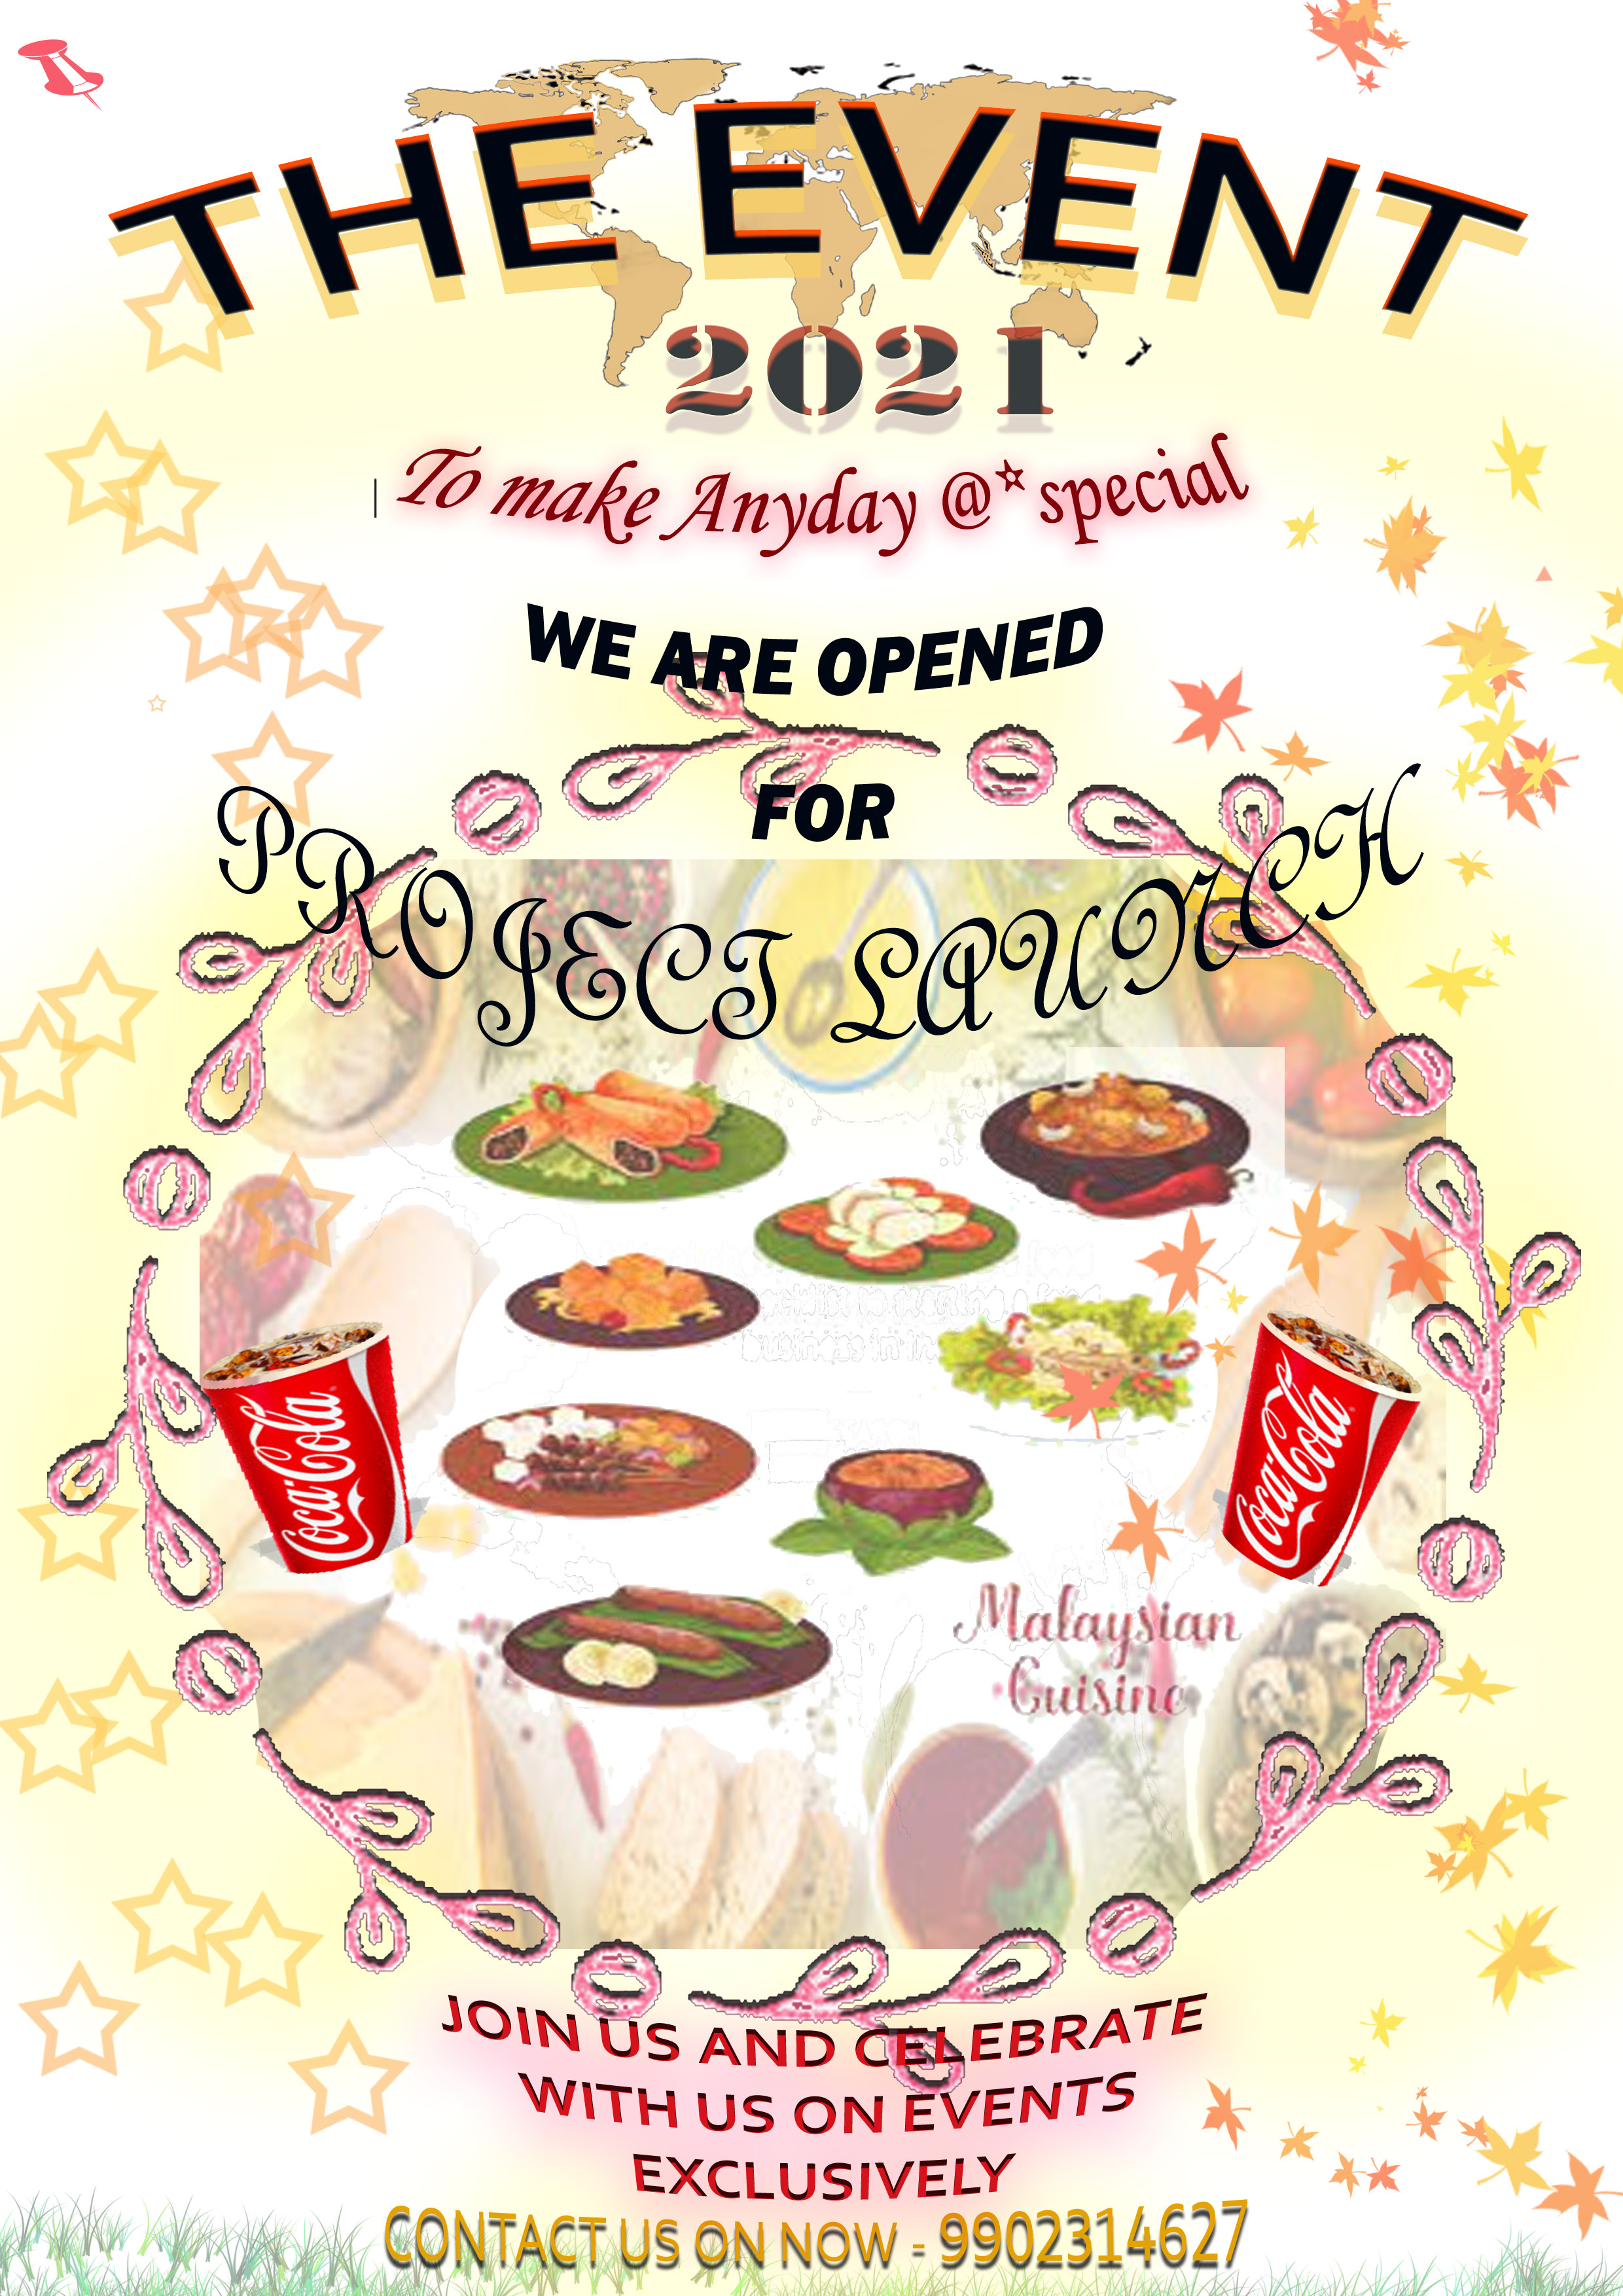 THE EVENT
2021
To make Anyday @* special
WE ARE OPENED
FOR
PROJECT LAUNCH
Coca-Cola
Coca-Cola
Malaysian
Cuisine
JOIN US AND CELEBRATE
WITH US ON EVENTS
EXCLUSIVELY
CONTACT US ON NOW - 9902314627